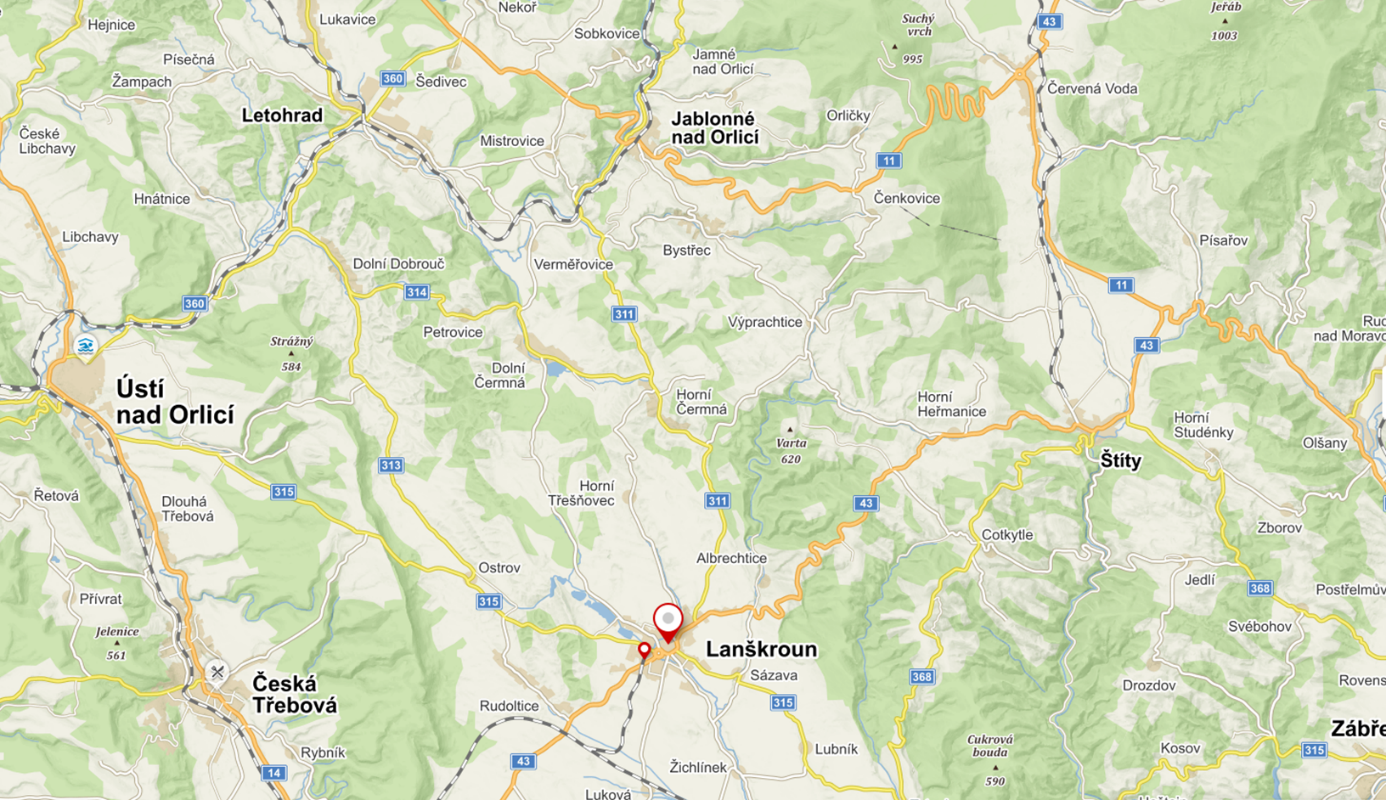 Hejnice
Lukavice
Nekoř
Sobkovice
Suchý
vrch
995
43
Jeřáb
1003
Písečná
Žampach
360
Šedivec
Jamné
nad Orlicí
Červená Voda
Letohrad
České
Libchavy
Mistrovice
Jablonné
nad Orlicí
Orličky
11
Hnátnice
Čenkovice
Libchavy
Dolní Dobrouč
Verměřovice
Bystřec
Písařov
360
314
311
11
Petrovice
Výprachtice
Strážný
584
43
nad Moravo
Dolní
Čermná
Ústí
nad Orlicí
Horní
Čermná
Horní
Heřmanice
Varta
620
Horní
Studénky
Olšany
Štíty
313
315
Řetová
Dlouhá
Třebová
Horní
Třešňovec
311
43
Zborov
Cotkytle
Albrechtice
Ostrov
Jedlí
368
Postřelmův
315
Přívrat
Jelenice
561
Svébohov
Lanškroun
Sázava
368
Drozdov
Rovens
Česká
Třebová
Rudoltice
315
Zábře
Rybník
43
Lubník
Cukrová
bouda
590
Kosov
315
14
Žichlínek
Luková